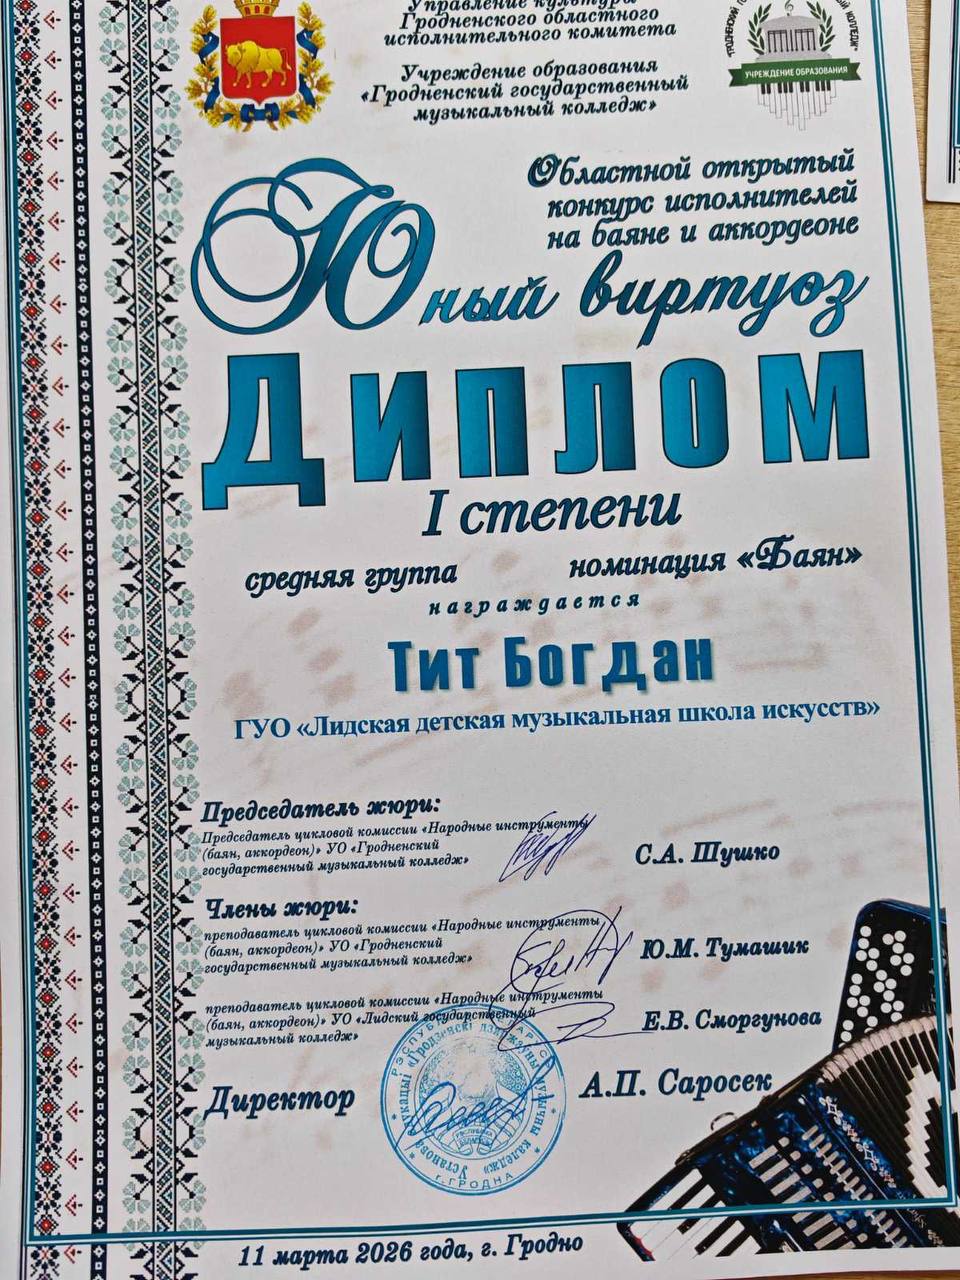 Управление культуры
Гродненского областного
исполнительного комитета
Учреждение образования
«Гродненский государственный
музыкальный колледж»
УЧРЕЖДЕНИЕ ОБРАЗОВАНИЯ
Областной открытый
конкурс исполнителей
на баяне и аккордеоне
Юный виртуоз
Диплом
I степени
средняя группа номинация «Баян»
награждается
Тит Богдан
ГУО «Лидская детская музыкальная школа искусств»
Председатель жюри:
Председатель цикловой комиссии «Народные инструменты
(баян, аккордеон)» УО «Гродненский
государственный музыкальный колледж»
С.А. Шушко
Члены жюри:
преподаватель цикловой комиссии «Народные инструменты
(баян, аккордеон)» УО «Гродненский
государственный музыкальный колледж»
Ю.М. Тумашик
преподаватель цикловой комиссии «Народные инструменты
(баян, аккордеон)» УО «Лидский государственный
музыкальный колледж»
Е.В. Сморгунова
Директор
А.П. Саросек
г. ГРОДНА
11 марта 2026 года, г. Гродно